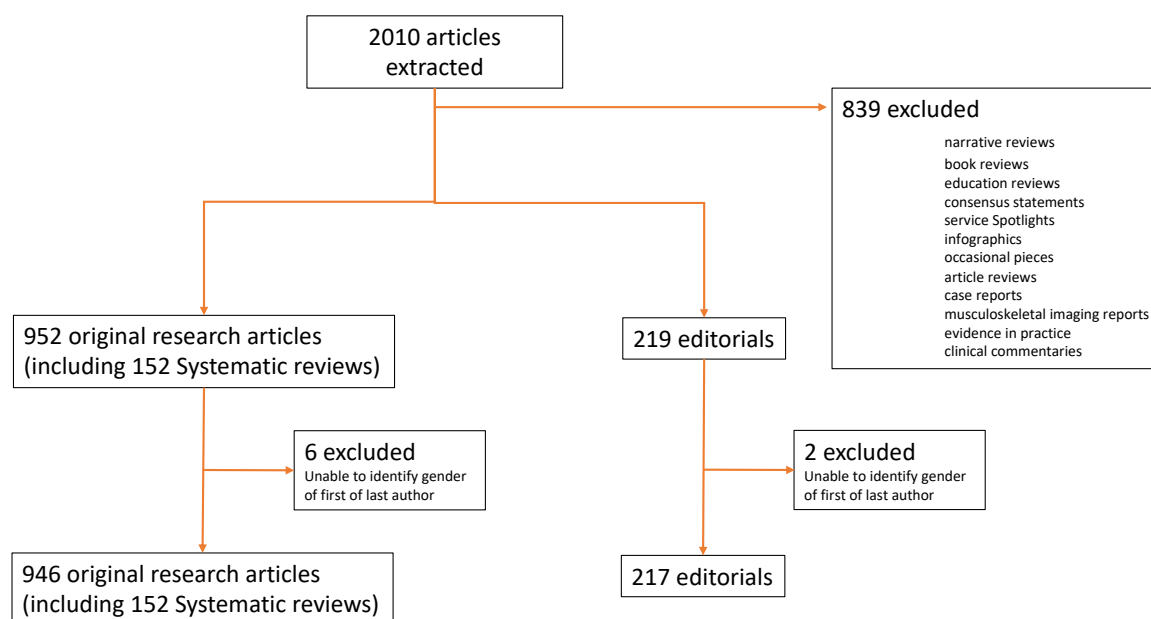 2010 articles
extracted
839 excluded
narrative reviews
book reviews
education reviews
consensus statements
service Spotlights
infographics
occasional pieces
article reviews
case reports
musculoskeletal imaging reports
evidence in practice
clinical commentaries
952 original research articles
(including 152 Systematic reviews)
219 editorials
6 excluded
Unable to identify gender
of first of last author
2 excluded
Unable to identify gender
of first of last author
946 original research articles
(including 152 Systematic reviews)
217 editorials